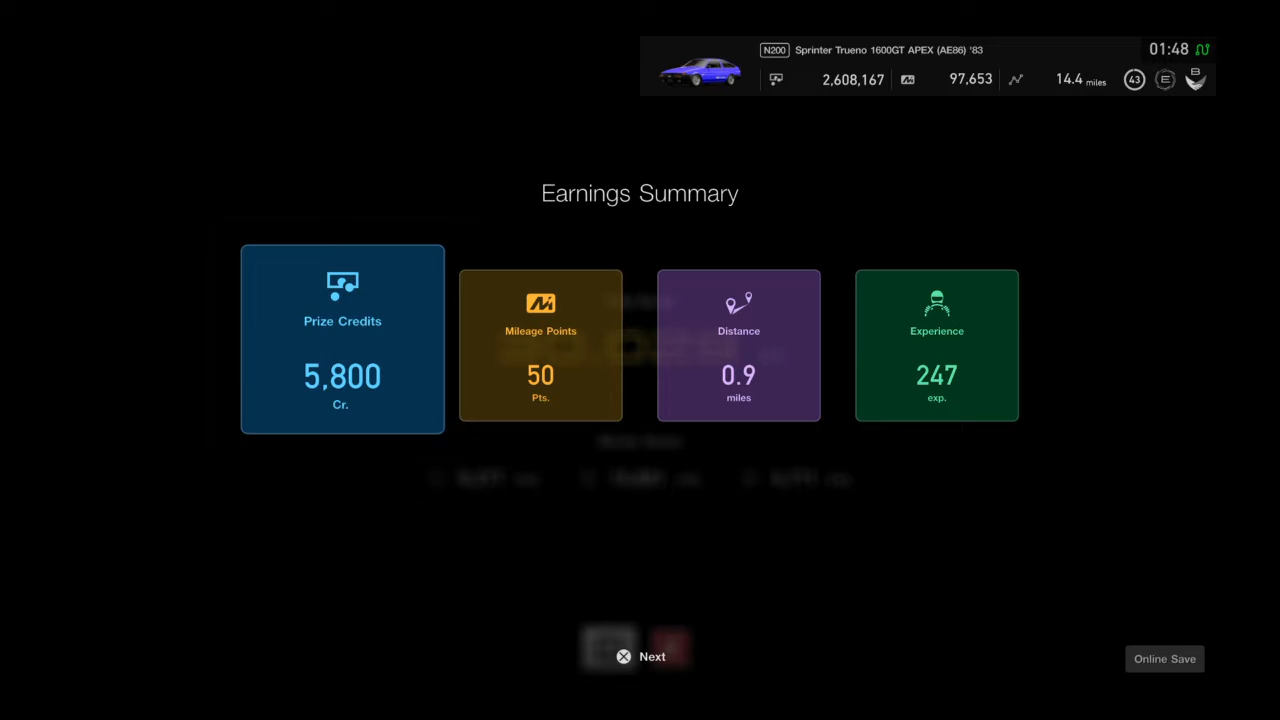 N200 Sprinter Trueno 1600GT APEX (AE86) '83 01:48
2,608,167 97,653 14.4 miles 43 E B
Earnings Summary
Prize Credits
5,800
Cr.
Mileage Points
50
Pts.
Distance
0.9
miles
Experience
247
exp.
Next
Online Save